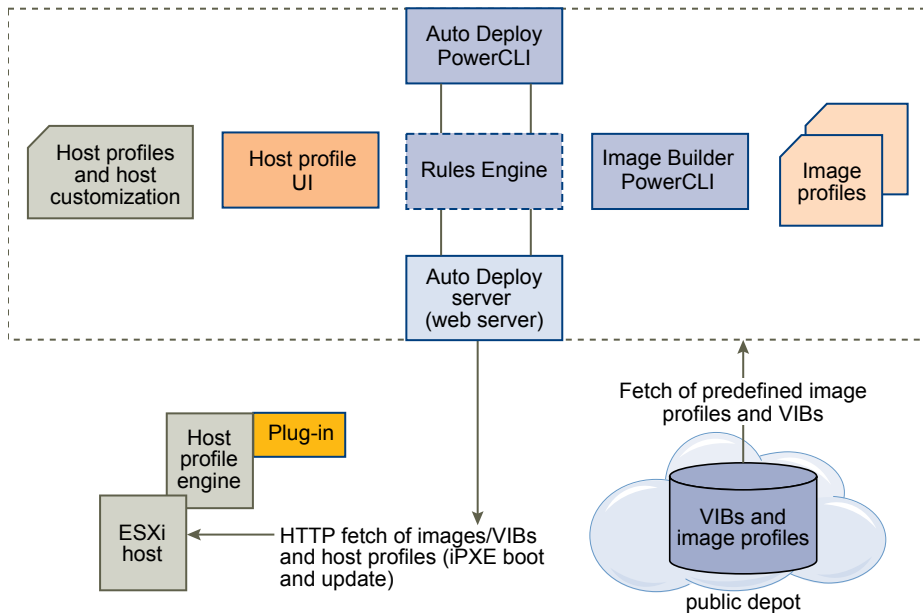 Auto Deploy
PowerCLI
Host profiles
and host
customization
Host profile
UI
Rules Engine
Image Builder
PowerCLI
Image
profiles
Auto Deploy
server
(web server)
Fetch of predefined image
profiles and VIBs
Plug-in
Host
profile
engine
ESXi
host
HTTP fetch of images/VIBs
and host profiles (iPXE boot
and update)
VIBs and
image profiles
public depot